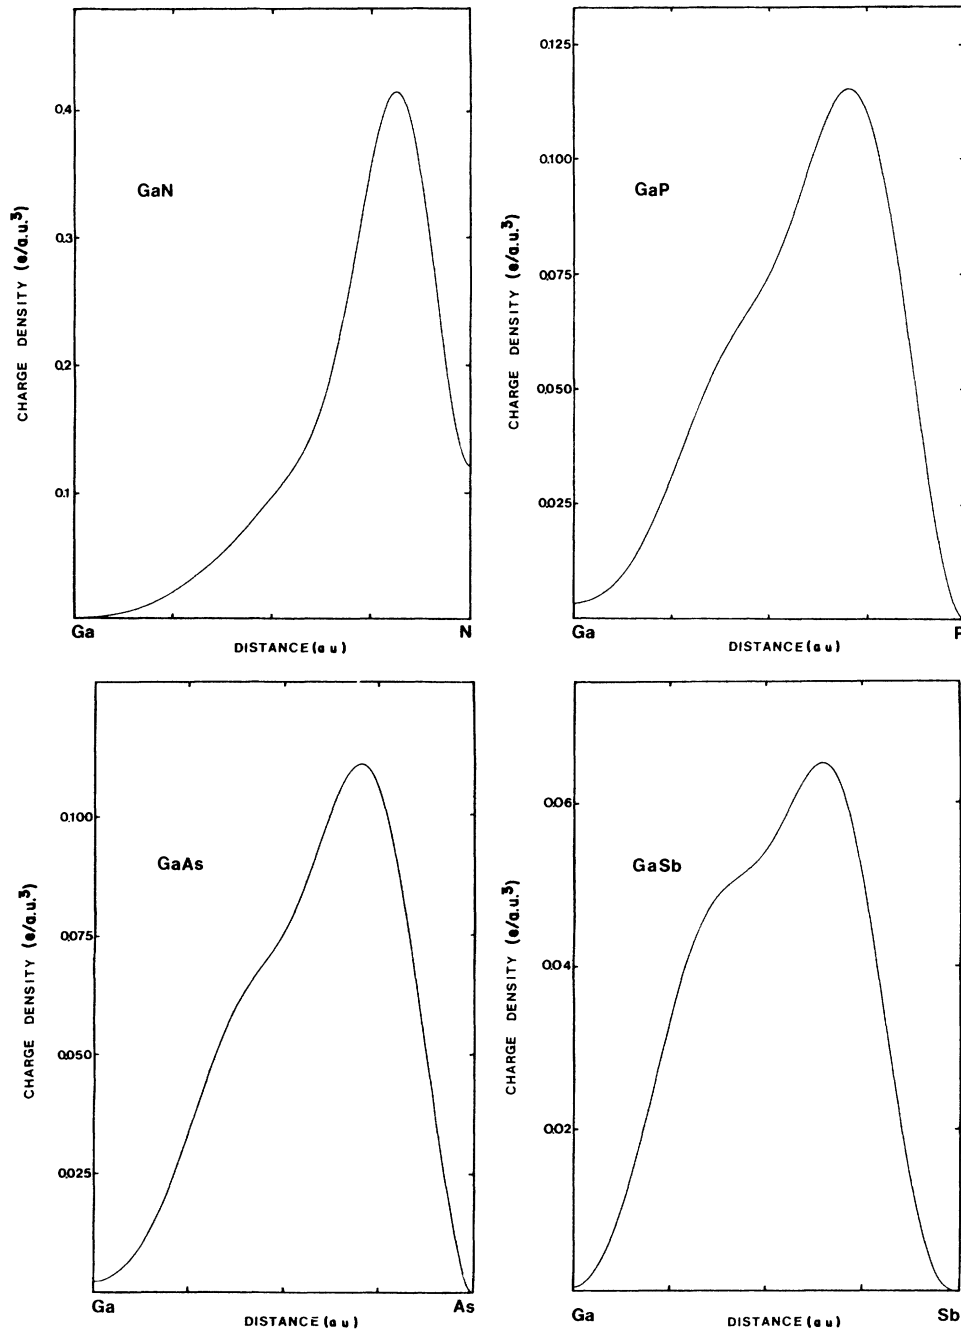 0.4
0.3
0.2
0.1
GaN
CHARGE DENSITY (e/a.u.3)
Ga
N
DISTANCE(a u)
0.125
0.100
0.075
0.050
0.025
GaP
CHARGE DENSITY (e/a.u.3)
Ga
P
DISTANCE(a u)
0.100
0.075
0.050
0.025
GaAs
CHARGE DENSITY (e/a.u.3)
Ga
As
DISTANCE(a u)
0.06
0.04
0.02
GaSb
CHARGE DENSITY (e/a.u.3)
Ga
Sb
DISTANCE(a u)